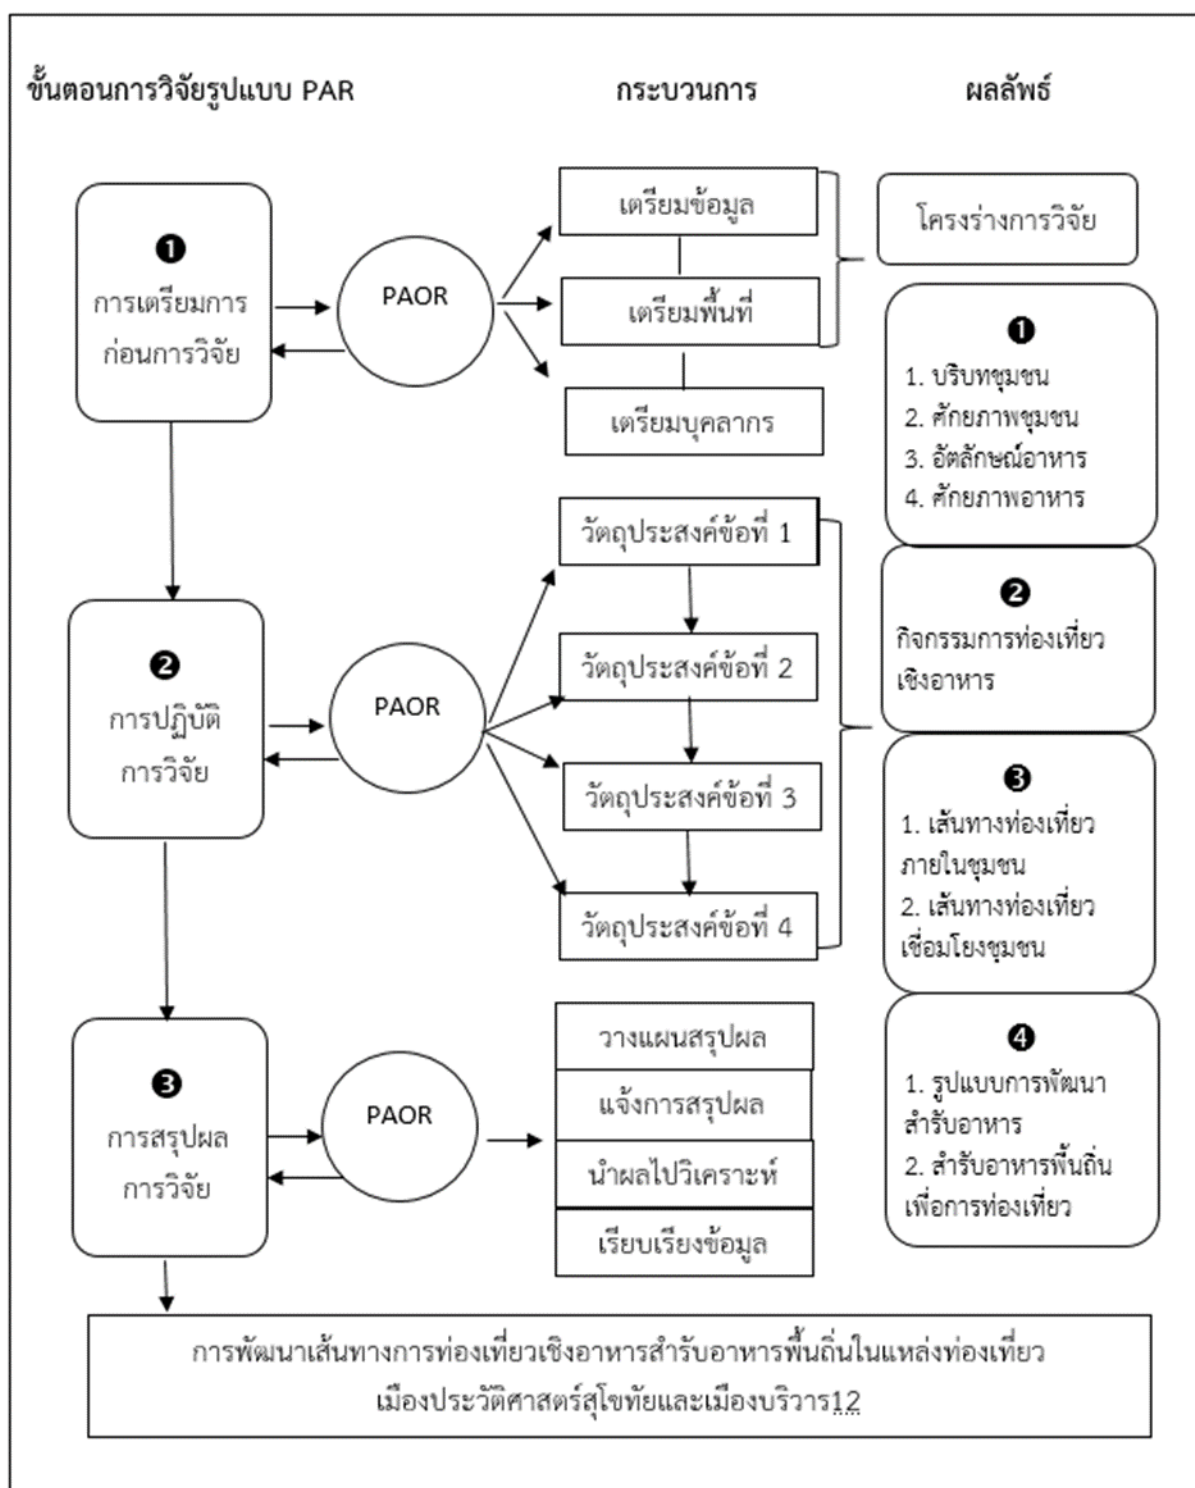 ขั้นตอนการวิจัยรูปแบบ PAR
กระบวนการ
ผลลัพธ์
❶
การเตรียมการ
ก่อนการวิจัย
PAOR
เตรียมข้อมูล
เตรียมพื้นที่
เตรียมบุคลากร
โครงร่างการวิจัย
❶
1. บริบทชุมชน
2. ศักยภาพชุมชน
3. อัตลักษณ์อาหาร
4. ศักยภาพอาหาร
❷
การปฏิบัติ
การวิจัย
PAOR
วัตถุประสงค์ข้อที่ 1
วัตถุประสงค์ข้อที่ 2
วัตถุประสงค์ข้อที่ 3
วัตถุประสงค์ข้อที่ 4
❷
กิจกรรมการท่องเที่ยว
เชิงอาหาร
❸
1. เส้นทางท่องเที่ยว
ภายในชุมชน
2. เส้นทางท่องเที่ยว
เชื่อมโยงชุมชน
❸
การสรุปผล
การวิจัย
PAOR
วางแผนสรุปผล
แจ้งการสรุปผล
นำผลไปวิเคราะห์
เรียบเรียงข้อมูล
❹
1. รูปแบบการพัฒนา
สำรับอาหาร
2. สำรับอาหารพื้นถิ่น
เพื่อการท่องเที่ยว
การพัฒนาเส้นทางการท่องเที่ยวเชิงอาหารสำรับอาหารพื้นถิ่นในแหล่งท่องเที่ยว
เมืองประวัติศาสตร์สุโขทัยและเมืองบริวาร12